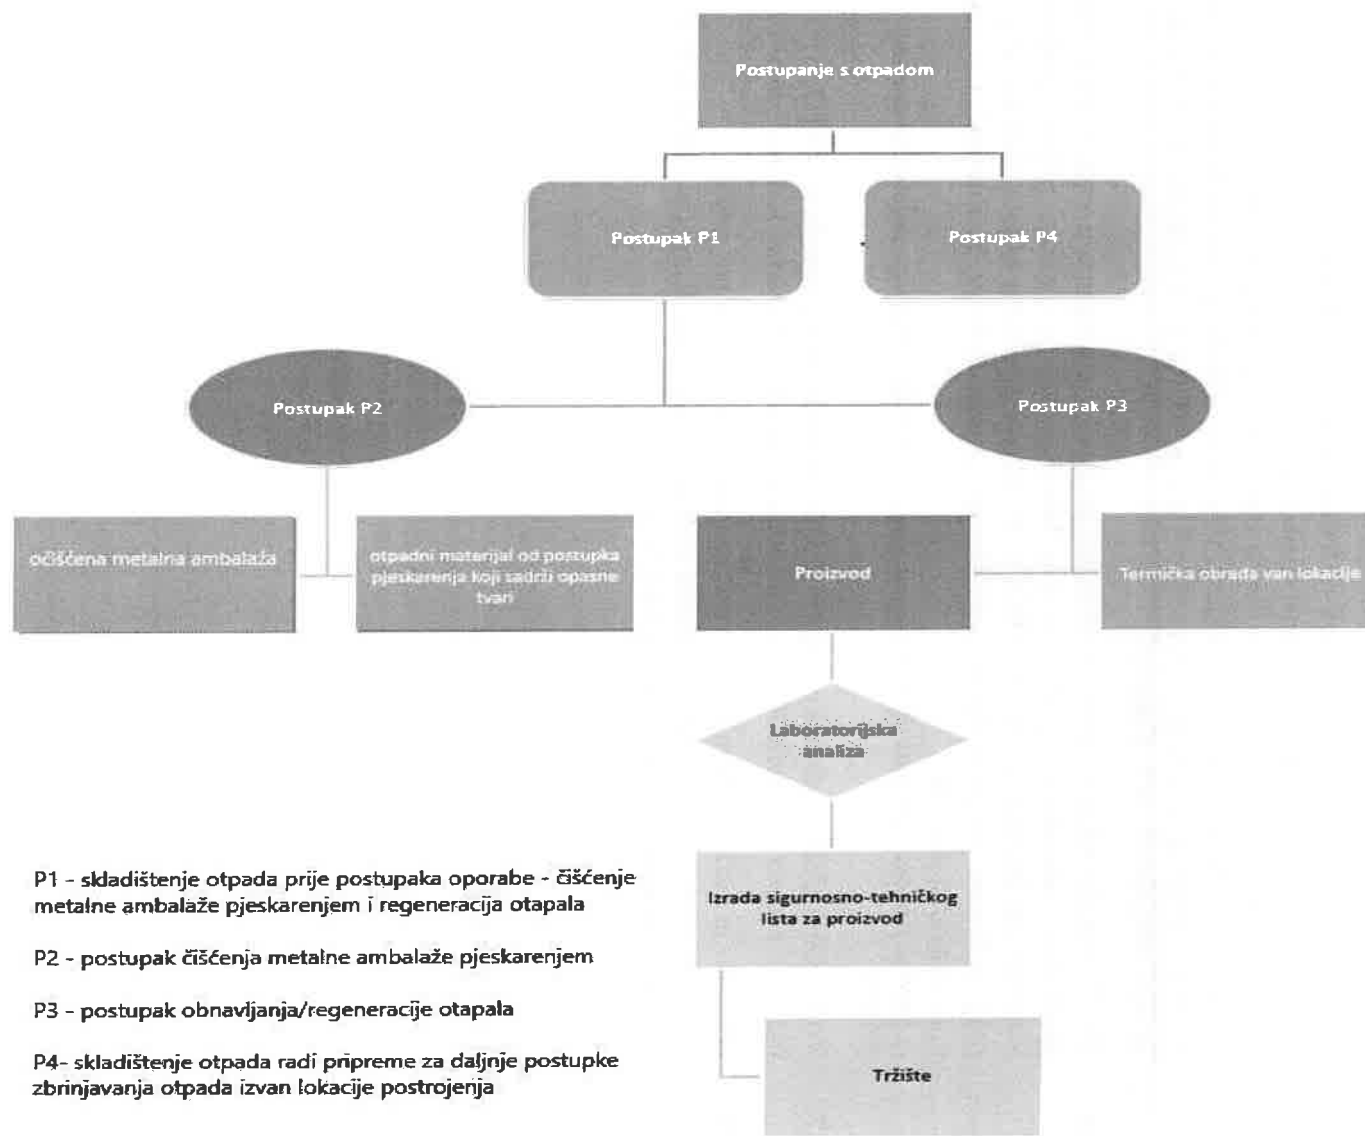 Postupanje s otpadom
Postupak P1
Postupak P4
Postupak P2
Postupak P3
očišćena metalna ambalaža
otpadni materijal od postupka
pjeskarenja koji sadrži opasne
tvari
Proizvod
Termička obrada van lokacije
Laboratorijska
analiza
Izrada sigurnosno-tehničkog
lista za proizvod
Tržište
P1 - skladištenje otpada prije postupaka oporabe - čišćenje
metalne ambalaže pjeskarenjem i regeneracija otapala
P2 - postupak čišćenja metalne ambalaže pjeskarenjem
P3 - postupak obnavljanja/regeneracije otapala
P4- skladištenje otpada radi pripreme za daljnje postupke
zbrinjavanja otpada izvan lokacije postrojenja